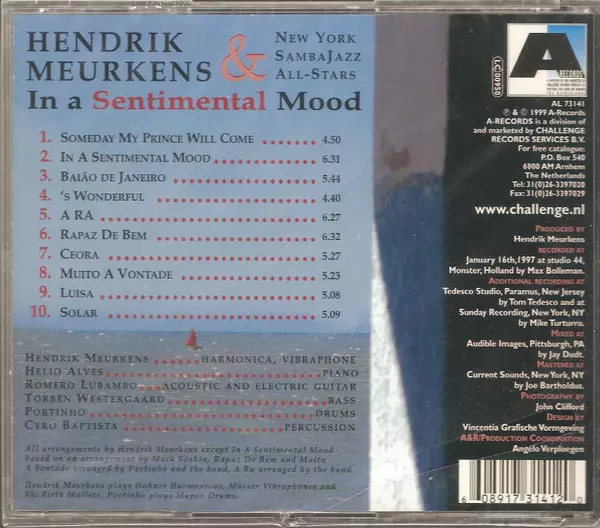 HENDRIK
MEURKENS
&
NEW YORK
SAMBAJAZZ
ALL-STARS
In a Sentimental Mood
1. SOMEDAY MY PRINCE WILL COME 4.50
2. IN A SENTIMENTAL MOOD 6.31
3. BAIÃO DE JANEIRO 5.44
4. 'S WONDERFUL 4.40
5. A RA 6.27
6. RAPAZ DE BEM 6.32
7. CEORA 5.27
8. MUITO A VONTADE 5.23
9. LUISA 5.08
10. SOLAR 5.09
HENDRIK MEURKENS HARMONICA, VIBRAPHONE
HELIO ALVES PIANO
ROMERO LUBAMBO ACOUSTIC AND ELECTRIC GUITAR
TORBEN WESTERGAARD BASS
PORTINHO DRUMS
CYRO BAPTISTA PERCUSSION
All arrangements by Hendrik Meurkens except In A Sentimental Mood
based on an arrangement by Mark Soskin, Rapaz De Bem and Muito
A Vontade arranged by Portinho and the band, A Ra arranged by the band.
Hendrik Meurkens plays Hohner Harmonicas, Musser Vibraphones and
Vic Firth Mallets. Portinho plays Mapex Drums.
LC 00950
A
RECORDS
AL 73141
℗ & © 1999 A-Records
A-RECORDS is a division of
and marketed by CHALLENGE
RECORDS SERVICES B.V.
For free catalogue:
P.O. Box 540
6800 AM Arnhem
The Netherlands
Tel: 31(0)26-3397020
Fax: 31(0)26-3397029
www.challenge.nl
PRODUCED BY
Hendrik Meurkens
RECORDED AT
January 16th,1997 at studio 44,
Monster, Holland by Max Bolleman.
ADDITIONAL RECORDING AT
Tedesco Studio, Paramus, New Jersey
by Tom Tedesco and at
Sunday Recording, New York, NY
by Mike Turturro.
MIXED AT
Audible Images, Pittsburgh, PA
by Jay Dudt.
MASTERED AT
Current Sounds, New York, NY
by Joe Bartholdus.
PHOTOGRAPHY BY
John Clifford
DESIGN BY
Vincentia Grafische Vormgeving
A&R/PRODUCTION COORDINATION
Angelo Verploegen
6 08917 31412 0